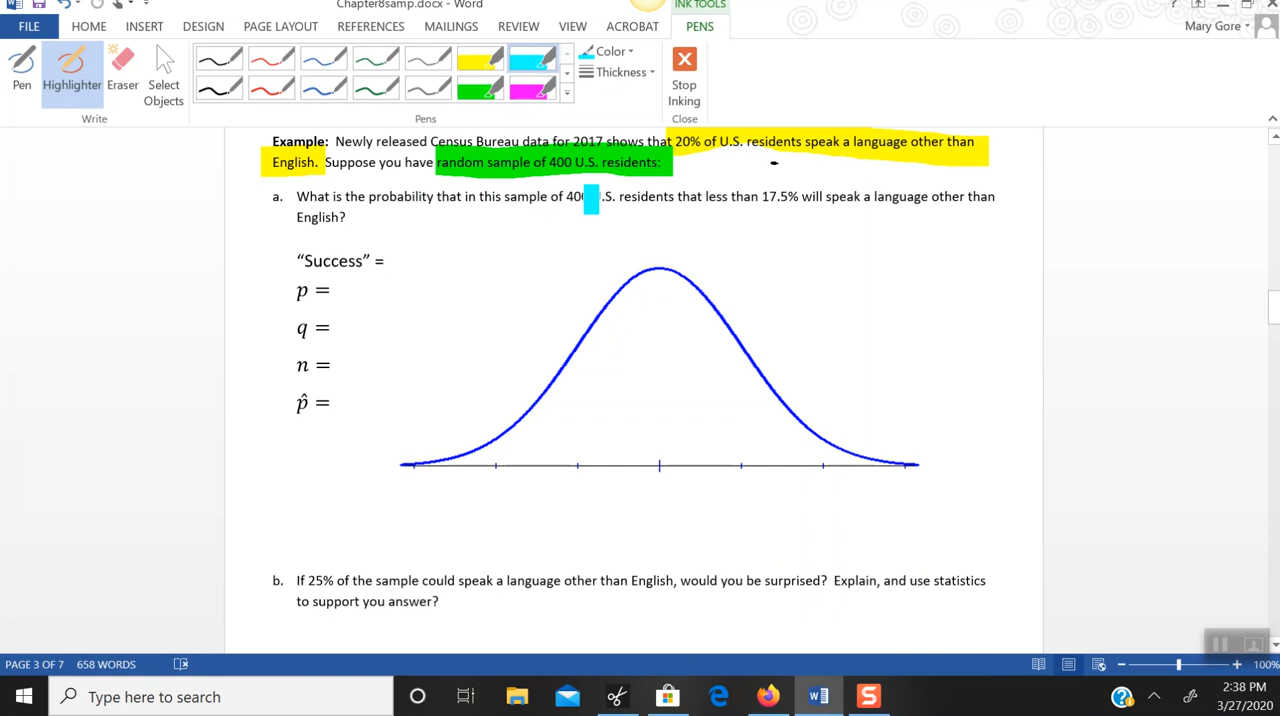 Chapter8samp.docx - Word
INK TOOLS
FILE HOME INSERT DESIGN PAGE LAYOUT REFERENCES MAILINGS REVIEW VIEW ACROBAT PENS
Mary Gore
Pen Highlighter Eraser Select Objects
Color
Thickness
Stop Inking
Write Pens Close
Example: Newly released Census Bureau data for 2017 shows that 20% of U.S. residents speak a language other than
English. Suppose you have random sample of 400 U.S. residents:
a. What is the probability that in this sample of 400 U.S. residents that less than 17.5% will speak a language other than
English?
“Success” =
p =
q =
n =
p̂ =
b. If 25% of the sample could speak a language other than English, would you be surprised? Explain, and use statistics
to support you answer?
PAGE 3 OF 7 658 WORDS
100%
Type here to search
2:38 PM
3/27/2020